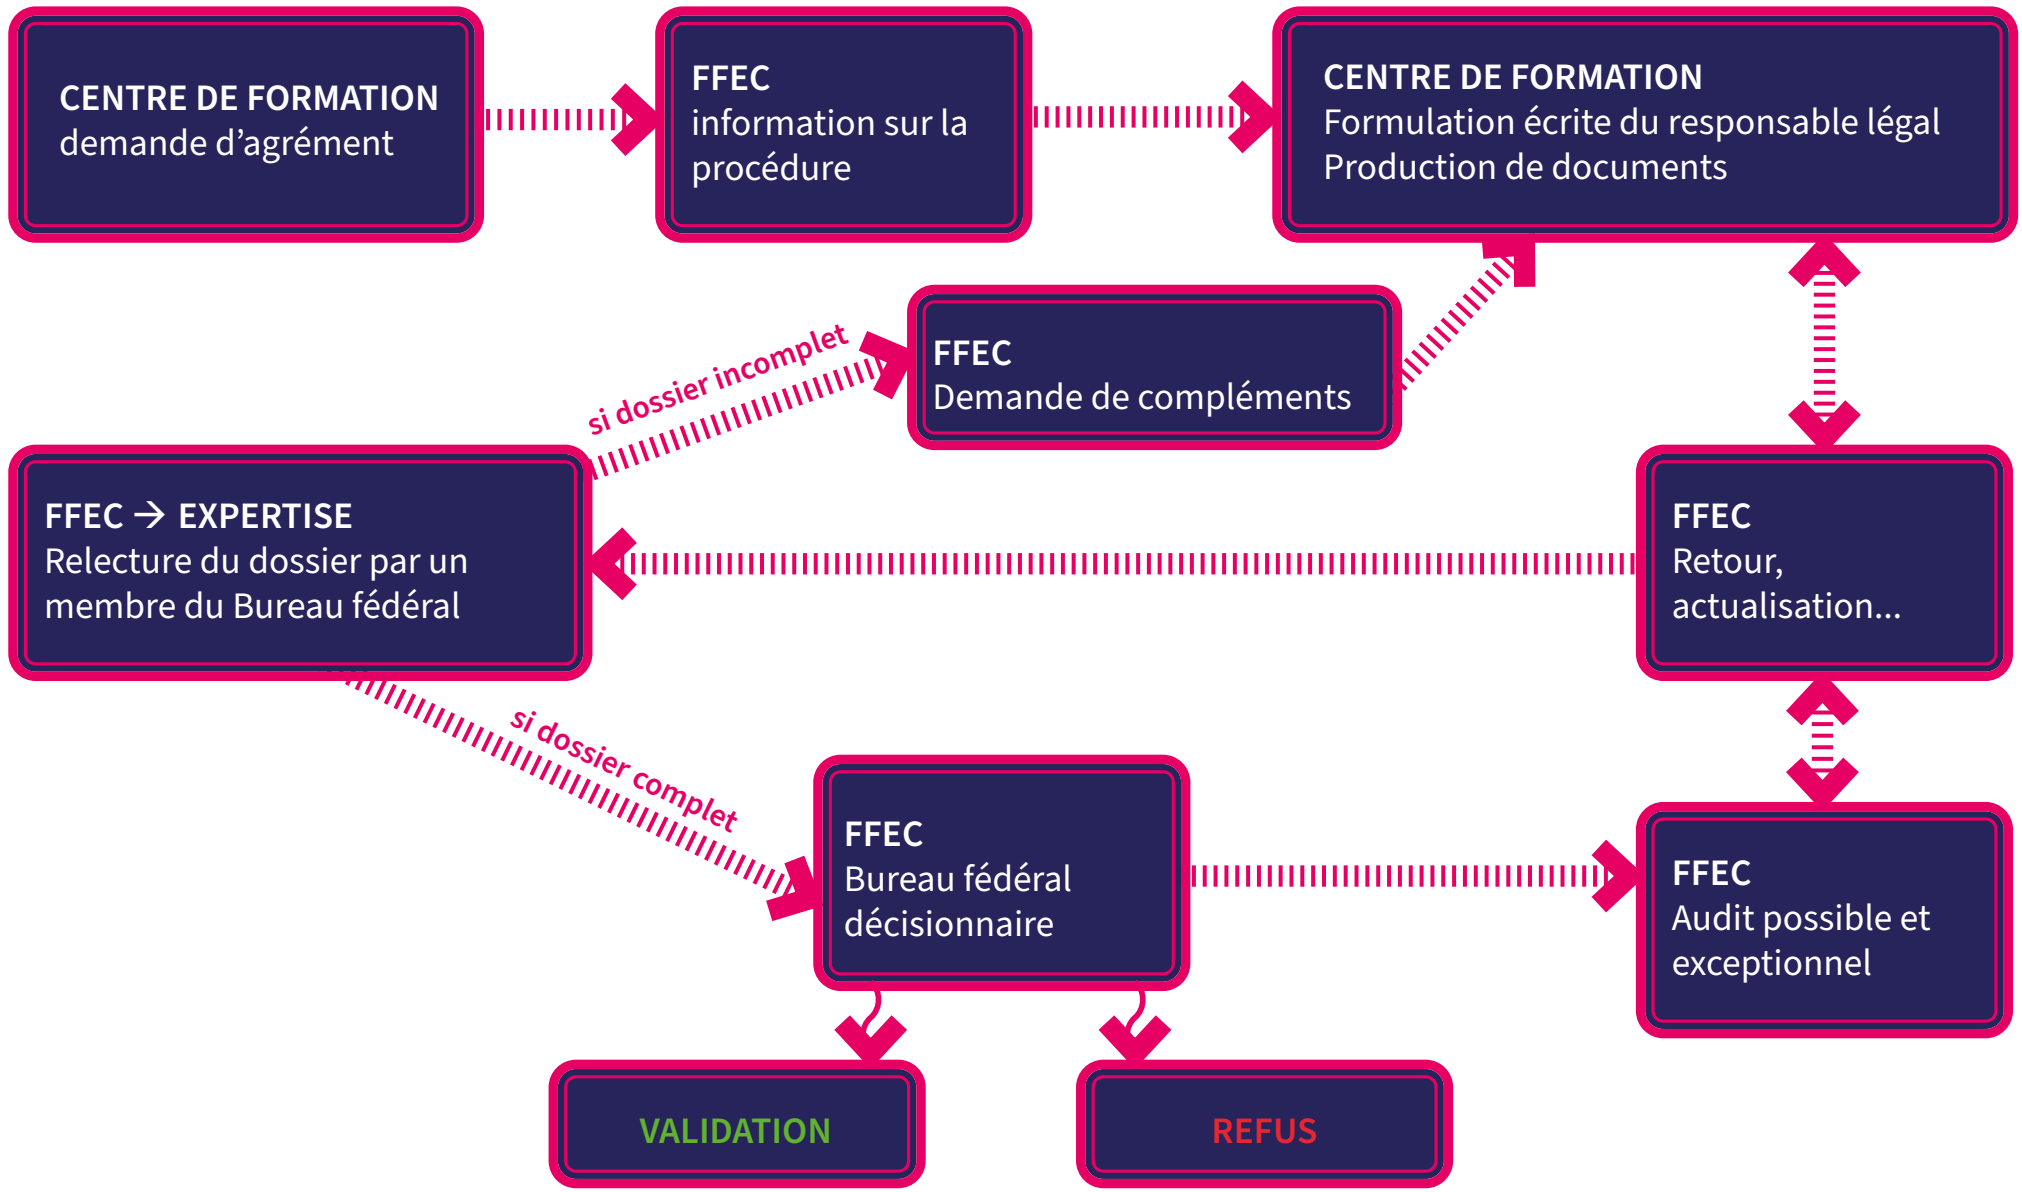 CENTRE DE FORMATION
demande d’agrément
FFEC
information sur la
procédure
CENTRE DE FORMATION
Formulation écrite du responsable légal
Production de documents
si dossier incomplet
FFEC
Demande de compléments
FFEC → EXPERTISE
Relecture du dossier par un
membre du Bureau fédéral
FFEC
Retour,
actualisation...
si dossier complet
FFEC
Bureau fédéral
décisionnaire
FFEC
Audit possible et
exceptionnel
VALIDATION
REFUS